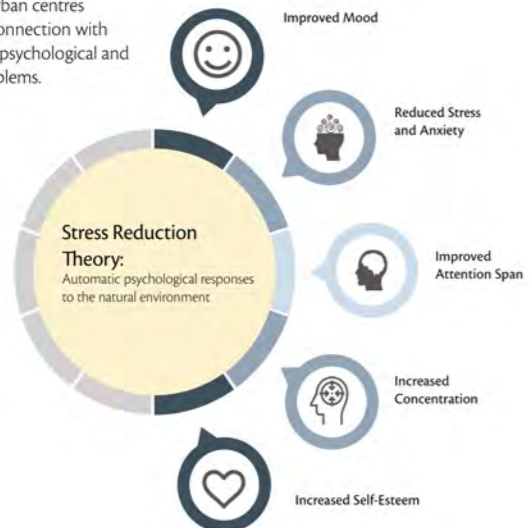 rban centres
onnection with
psychological and
blems.
Improved Mood
Reduced Stress
and Anxiety
Stress Reduction
Theory:
Automatic psychological responses
to the natural environment
Improved
Attention Span
Increased
Concentration
Increased Self-Esteem